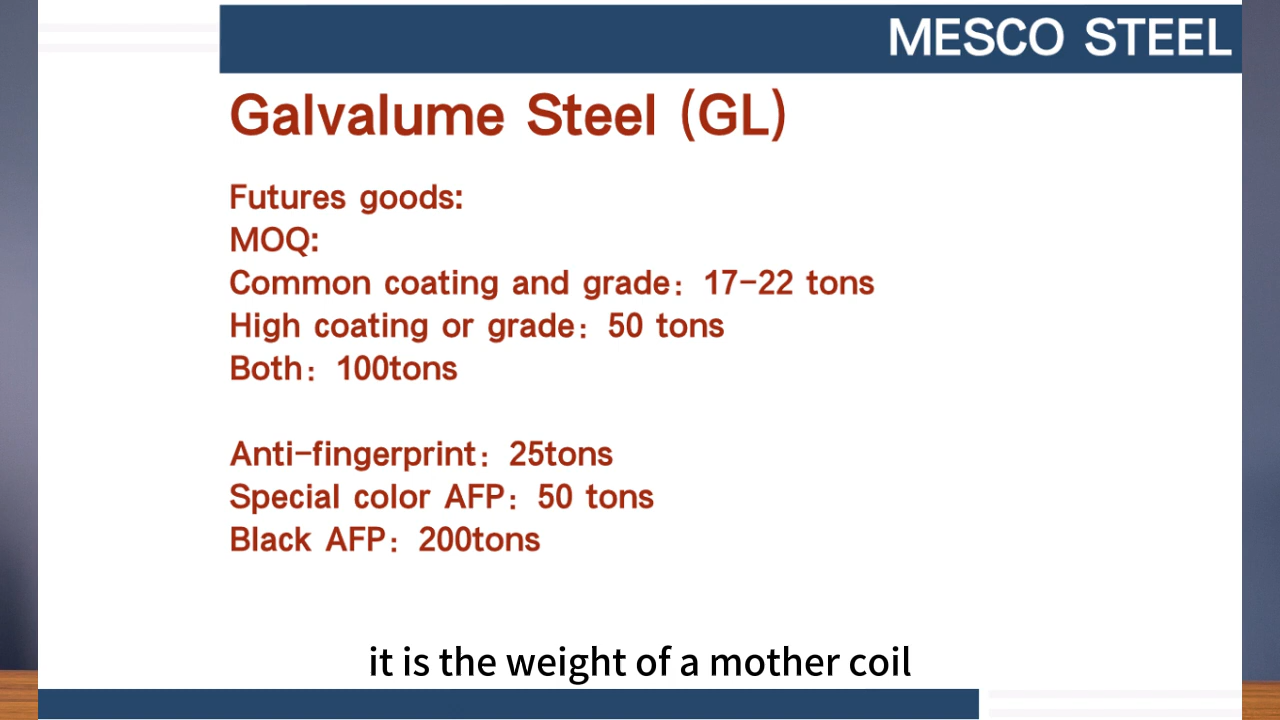 MESCO STEEL
Galvalume Steel (GL)
Futures goods:
MOQ:
Common coating and grade：17-22 tons
High coating or grade：50 tons
Both：100tons
Anti-fingerprint：25tons
Special color AFP：50 tons
Black AFP：200tons
it is the weight of a mother coil